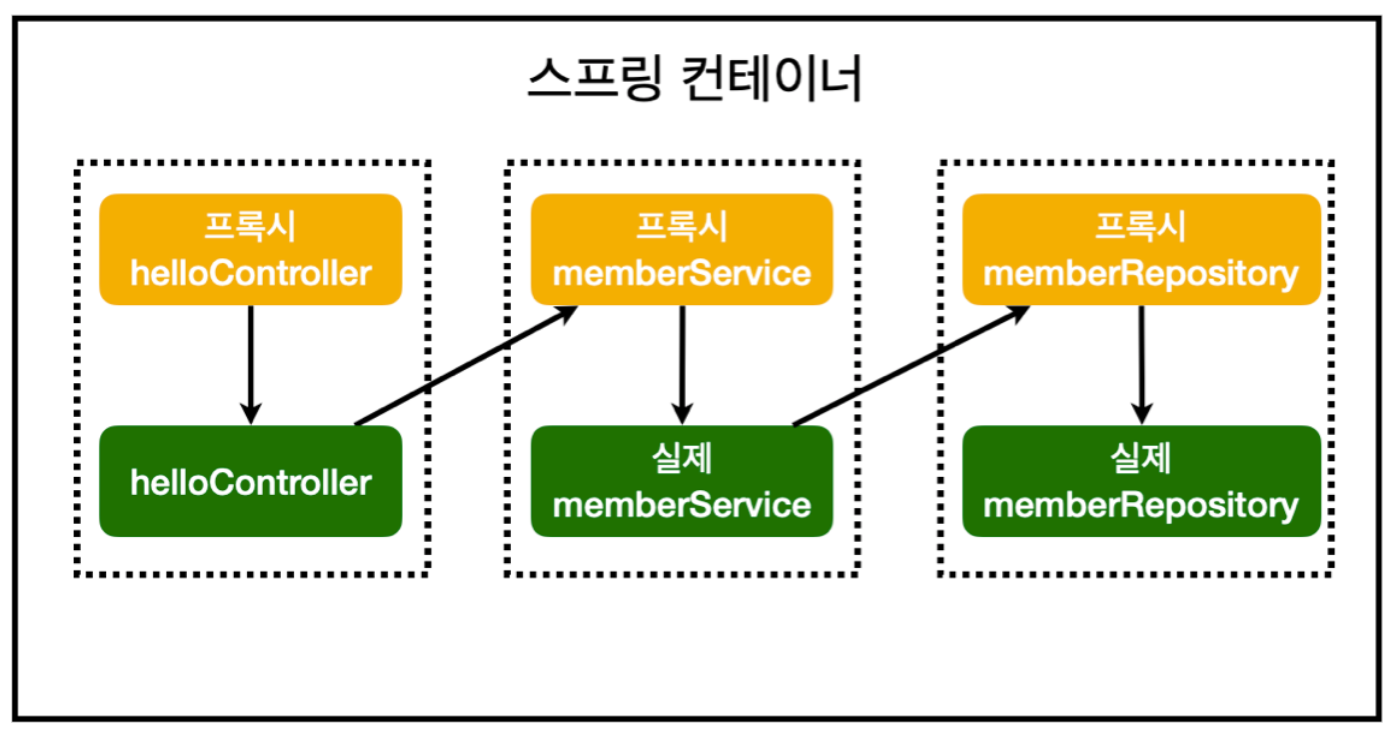 스프링 컨테이너
프록시
helloController
프록시
memberService
프록시
memberRepository
helloController
실제
memberService
실제
memberRepository